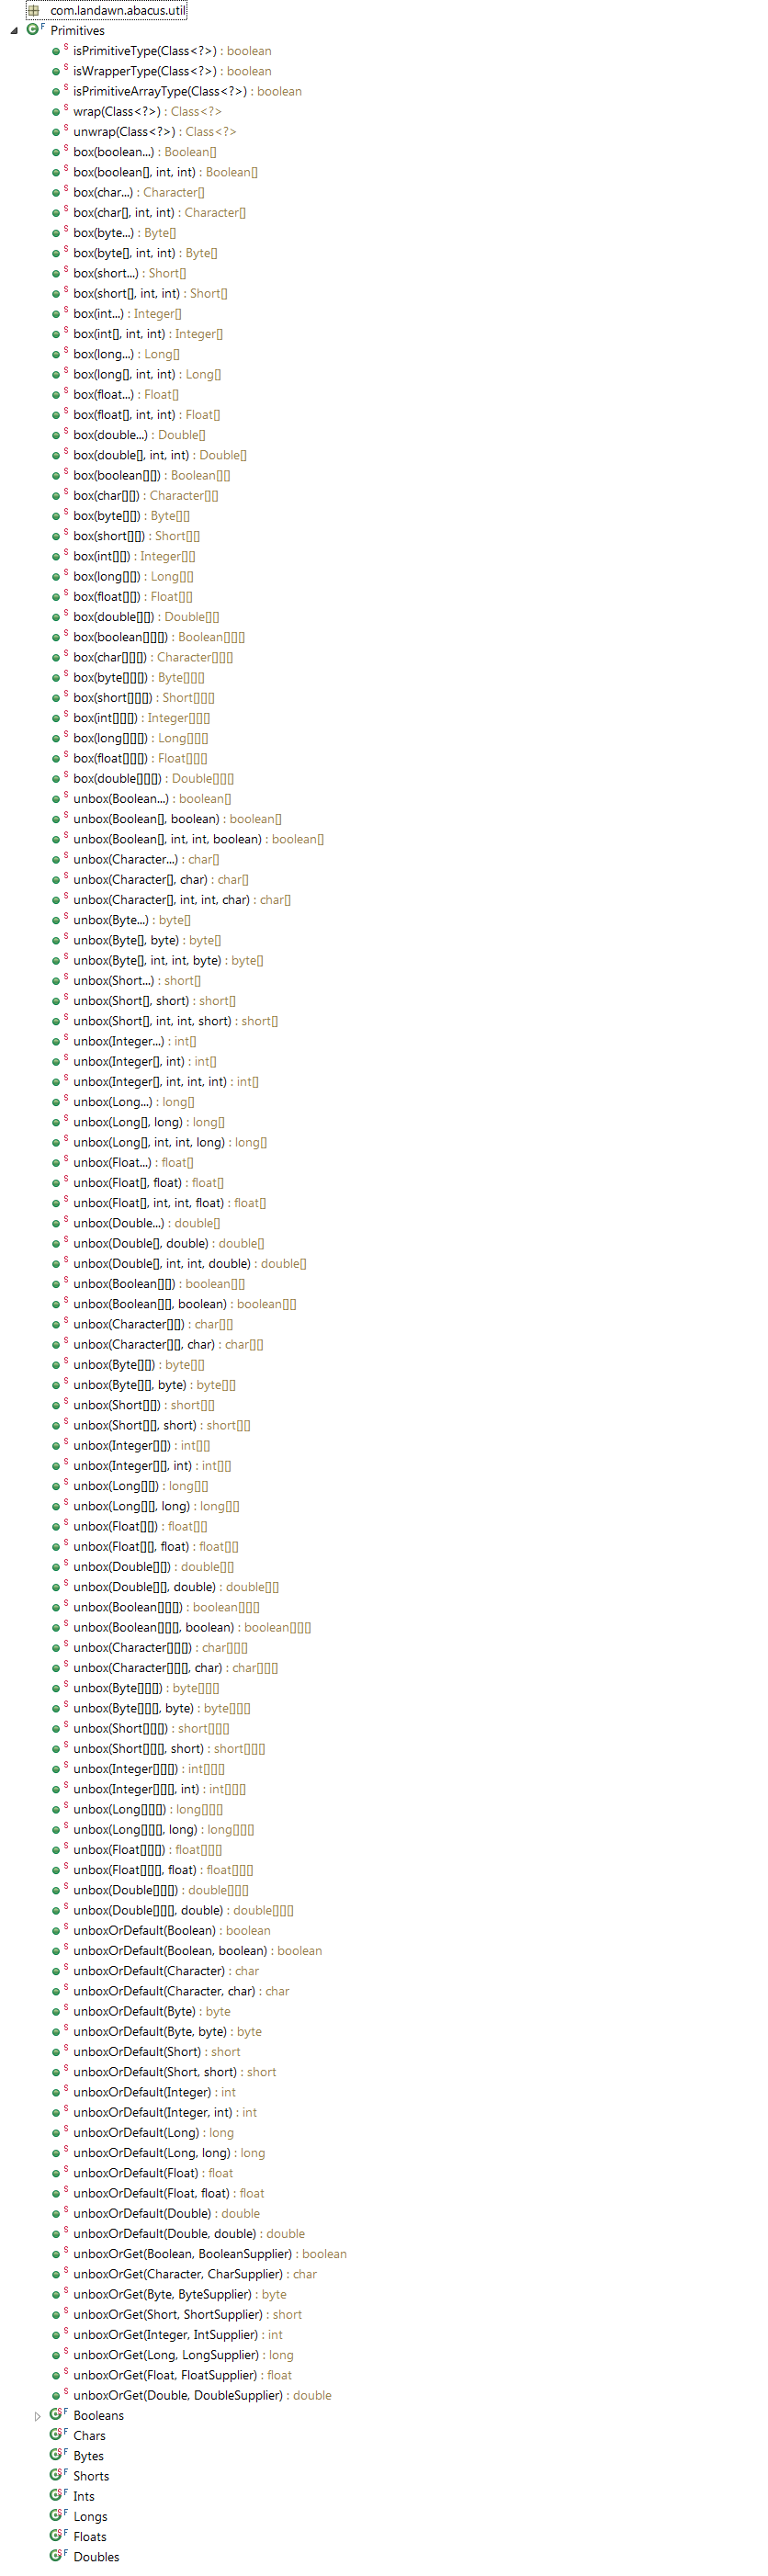 com.landawn.abacus.util
Primitives
isPrimitiveType(Class<?>) : boolean
isWrapperType(Class<?>) : boolean
isPrimitiveArrayType(Class<?>) : boolean
wrap(Class<?>) : Class<?>
unwrap(Class<?>) : Class<?>
box(boolean...) : Boolean[]
box(boolean[], int, int) : Boolean[]
box(char...) : Character[]
box(char[], int, int) : Character[]
box(byte...) : Byte[]
box(byte[], int, int) : Byte[]
box(short...) : Short[]
box(short[], int, int) : Short[]
box(int...) : Integer[]
box(int[], int, int) : Integer[]
box(long...) : Long[]
box(long[], int, int) : Long[]
box(float...) : Float[]
box(float[], int, int) : Float[]
box(double...) : Double[]
box(double[], int, int) : Double[]
box(boolean[][]) : Boolean[][]
box(char[][]) : Character[][]
box(byte[][]) : Byte[][]
box(short[][]) : Short[][]
box(int[][]) : Integer[][]
box(long[][]) : Long[][]
box(float[][]) : Float[][]
box(double[][]) : Double[][]
box(boolean[][][]) : Boolean[][][]
box(char[][][]) : Character[][][]
box(byte[][][]) : Byte[][][]
box(short[][][]) : Short[][][]
box(int[][][]) : Integer[][][]
box(long[][][]) : Long[][][]
box(float[][][]) : Float[][][]
box(double[][][]) : Double[][][]
unbox(Boolean...) : boolean[]
unbox(Boolean[], boolean) : boolean[]
unbox(Boolean[], int, int, boolean) : boolean[]
unbox(Character...) : char[]
unbox(Character[], char) : char[]
unbox(Character[], int, int, char) : char[]
unbox(Byte...) : byte[]
unbox(Byte[], byte) : byte[]
unbox(Byte[], int, int, byte) : byte[]
unbox(Short...) : short[]
unbox(Short[], short) : short[]
unbox(Short[], int, int, short) : short[]
unbox(Integer...) : int[]
unbox(Integer[], int) : int[]
unbox(Integer[], int, int, int) : int[]
unbox(Long...) : long[]
unbox(Long[], long) : long[]
unbox(Long[], int, int, long) : long[]
unbox(Float...) : float[]
unbox(Float[], float) : float[]
unbox(Float[], int, int, float) : float[]
unbox(Double...) : double[]
unbox(Double[], double) : double[]
unbox(Double[], int, int, double) : double[]
unbox(Boolean[][]) : boolean[][]
unbox(Boolean[][], boolean) : boolean[][]
unbox(Character[][]) : char[][]
unbox(Character[][], char) : char[][]
unbox(Byte[][]) : byte[][]
unbox(Byte[][], byte) : byte[][]
unbox(Short[][]) : short[][]
unbox(Short[][], short) : short[][]
unbox(Integer[][]) : int[][]
unbox(Integer[][], int) : int[][]
unbox(Long[][]) : long[][]
unbox(Long[][], long) : long[][]
unbox(Float[][]) : float[][]
unbox(Float[][], float) : float[][]
unbox(Double[][]) : double[][]
unbox(Double[][], double) : double[][]
unbox(Boolean[][][]) : boolean[][][]
unbox(Boolean[][][], boolean) : boolean[][][]
unbox(Character[][][]) : char[][][]
unbox(Character[][][], char) : char[][][]
unbox(Byte[][][]) : byte[][][]
unbox(Byte[][][], byte) : byte[][][]
unbox(Short[][][]) : short[][][]
unbox(Short[][][], short) : short[][][]
unbox(Integer[][][]) : int[][][]
unbox(Integer[][][], int) : int[][][]
unbox(Long[][][]) : long[][][]
unbox(Long[][][], long) : long[][][]
unbox(Float[][][]) : float[][][]
unbox(Float[][][], float) : float[][][]
unbox(Double[][][]) : double[][][]
unbox(Double[][][], double) : double[][][]
unboxOrDefault(Boolean) : boolean
unboxOrDefault(Boolean, boolean) : boolean
unboxOrDefault(Character) : char
unboxOrDefault(Character, char) : char
unboxOrDefault(Byte) : byte
unboxOrDefault(Byte, byte) : byte
unboxOrDefault(Short) : short
unboxOrDefault(Short, short) : short
unboxOrDefault(Integer) : int
unboxOrDefault(Integer, int) : int
unboxOrDefault(Long) : long
unboxOrDefault(Long, long) : long
unboxOrDefault(Float) : float
unboxOrDefault(Float, float) : float
unboxOrDefault(Double) : double
unboxOrDefault(Double, double) : double
unboxOrGet(Boolean, BooleanSupplier) : boolean
unboxOrGet(Character, CharSupplier) : char
unboxOrGet(Byte, ByteSupplier) : byte
unboxOrGet(Short, ShortSupplier) : short
unboxOrGet(Integer, IntSupplier) : int
unboxOrGet(Long, LongSupplier) : long
unboxOrGet(Float, FloatSupplier) : float
unboxOrGet(Double, DoubleSupplier) : double
Booleans
Chars
Bytes
Shorts
Ints
Longs
Floats
Doubles